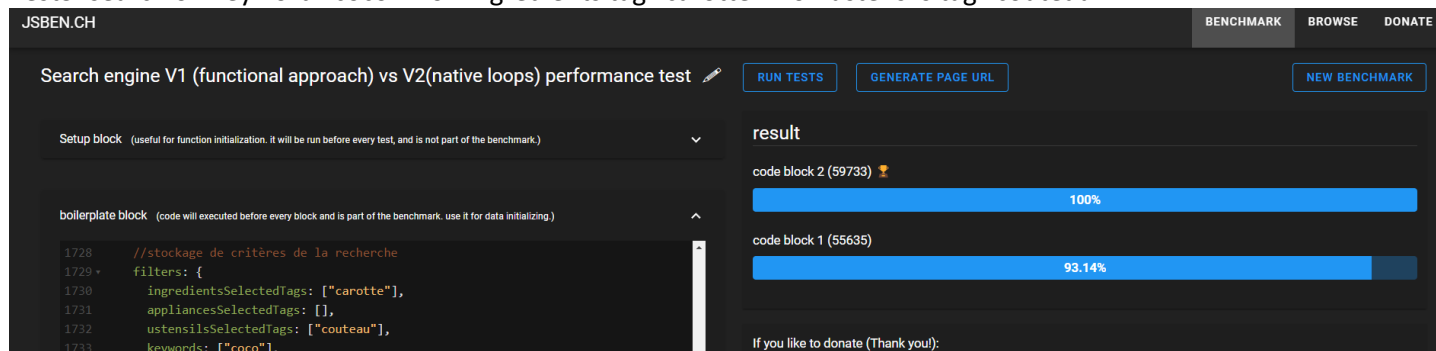 JSBEN.CH
BENCHMARK BROWSE DONATE
Search engine V1 (functional approach) vs V2(native loops) performance test
RUN TESTS GENERATE PAGE URL NEW BENCHMARK
Setup block (useful for function initialization. it will be run before every test, and is not part of the benchmark.)
boilerplate block (code will executed before every block and is part of the benchmark. use it for data initializing.)
1728 //stockage de critères de la recherche
1729 filters: {
1730 ingredientsSelectedTags: ["carotte"],
1731 appliancesSelectedTags: [],
1732 ustensilsSelectedTags: ["couteau"],
1733 keywords: ["coco"],
result
code block 2 (59733)
100%
code block 1 (55635)
93.14%
If you like to donate (Thank you!):